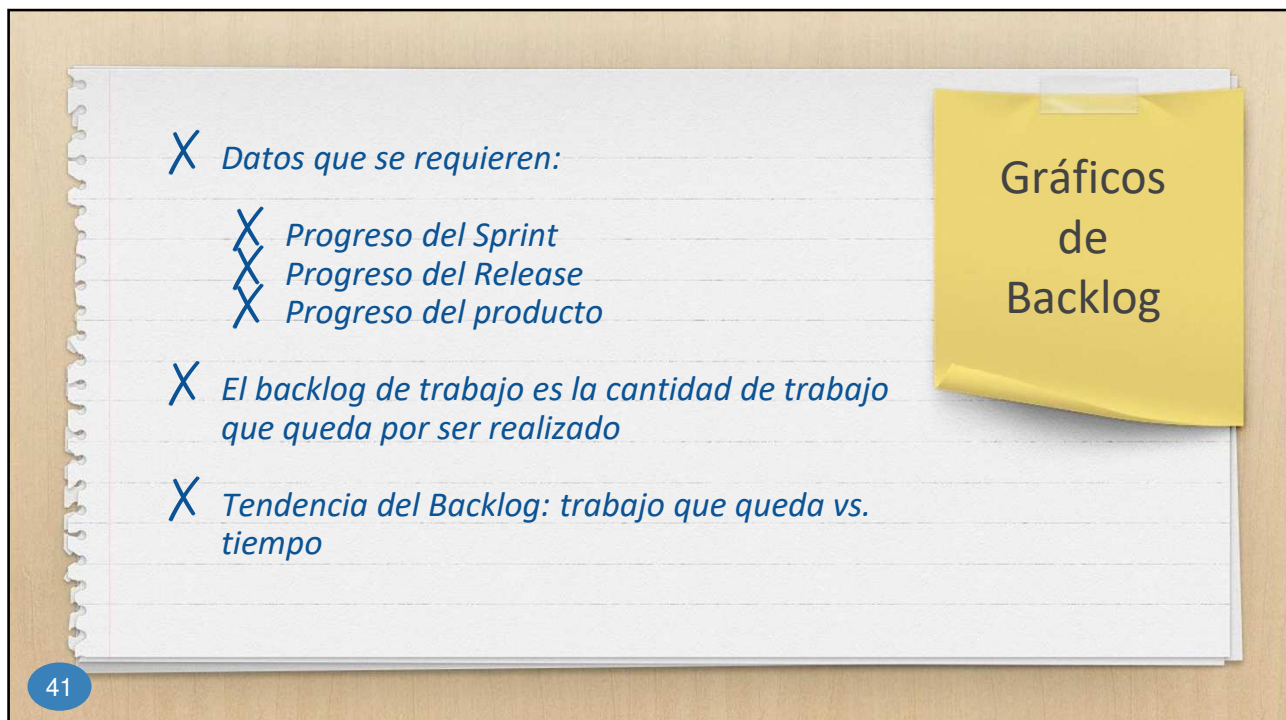 Datos que se requieren:
Progreso del Sprint
Progreso del Release
Progreso del producto
El backlog de trabajo es la cantidad de trabajo
que queda por ser realizado
Tendencia del Backlog: trabajo que queda vs.
tiempo
Gráficos
de
Backlog
41